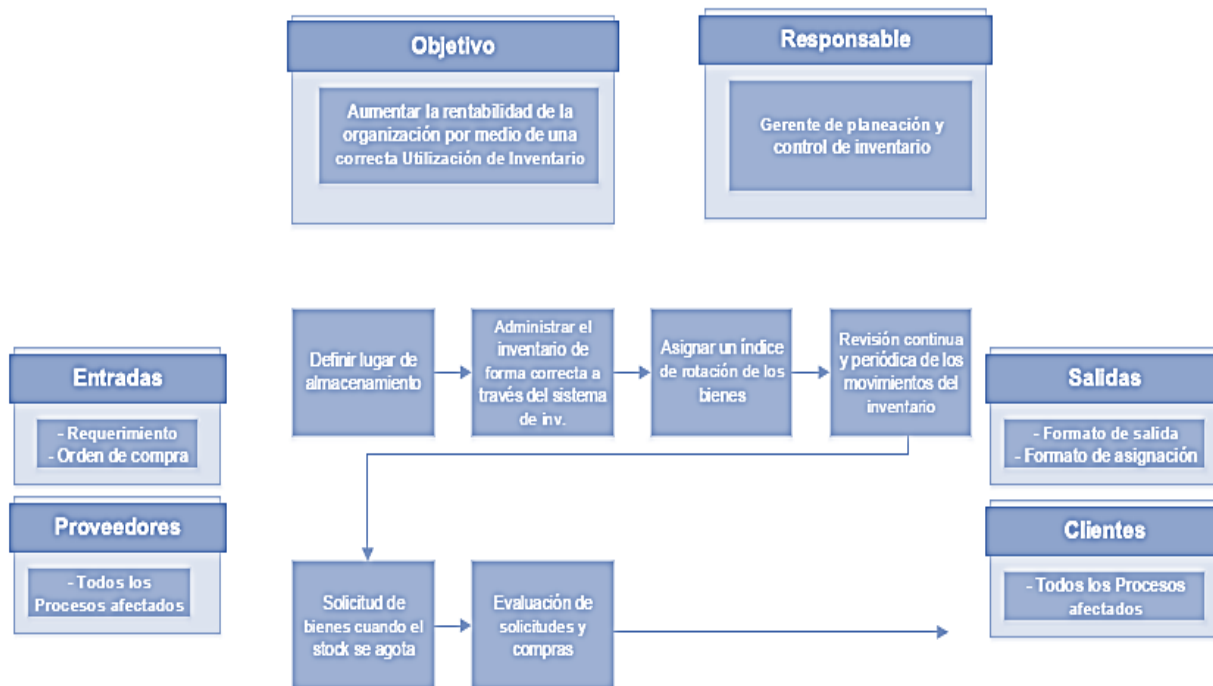 Objetivo
Aumentar la rentabilidad de la
organización por medio de una
correcta Utilización de Inventario
Responsable
Gerente de planeación y
control de inventario
Entradas
- Requerimiento
- Orden de compra
Proveedores
- Todos los
Procesos afectados
Definir lugar de
almacenamiento
Administrar el
inventario de
forma correcta a
través del sistema
de inv.
Asignar un índice
de rotación de los
bienes
Revisión continua
y periódica de los
movimientos del
inventario
Solicitud de
bienes cuando el
stock se agota
Evaluación de
solicitudes y
compras
Salidas
- Formato de salida
- Formato de asignación
Clientes
- Todos los Procesos
afectados